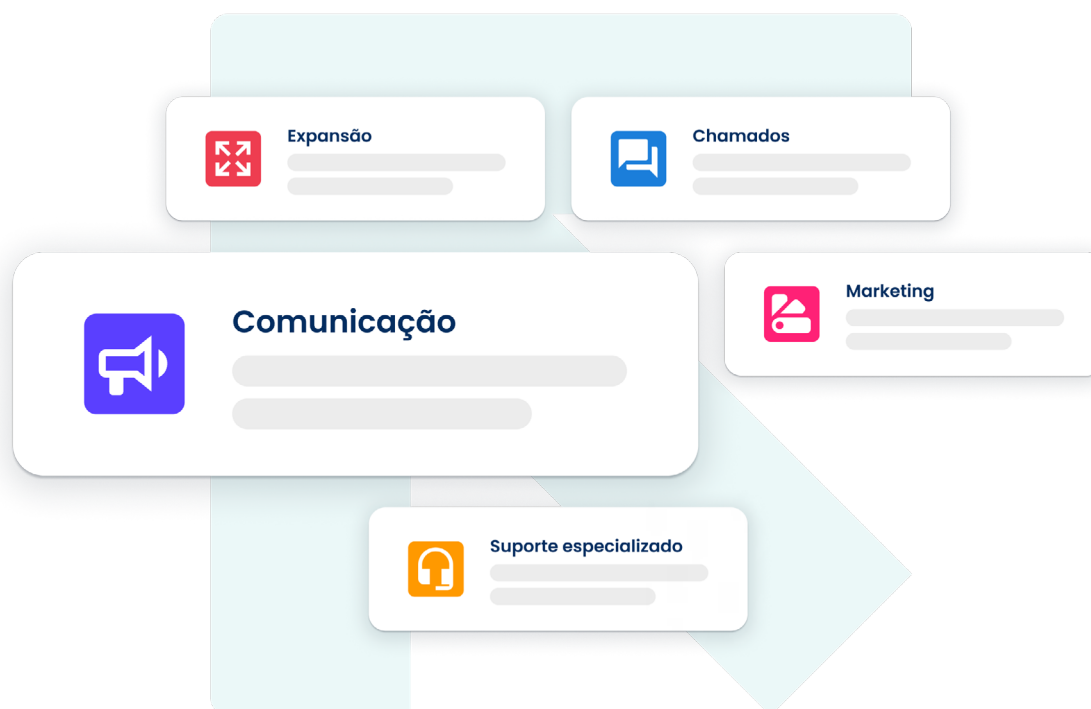 Expansão
Chamados
Comunicação
Marketing
Suporte especializado